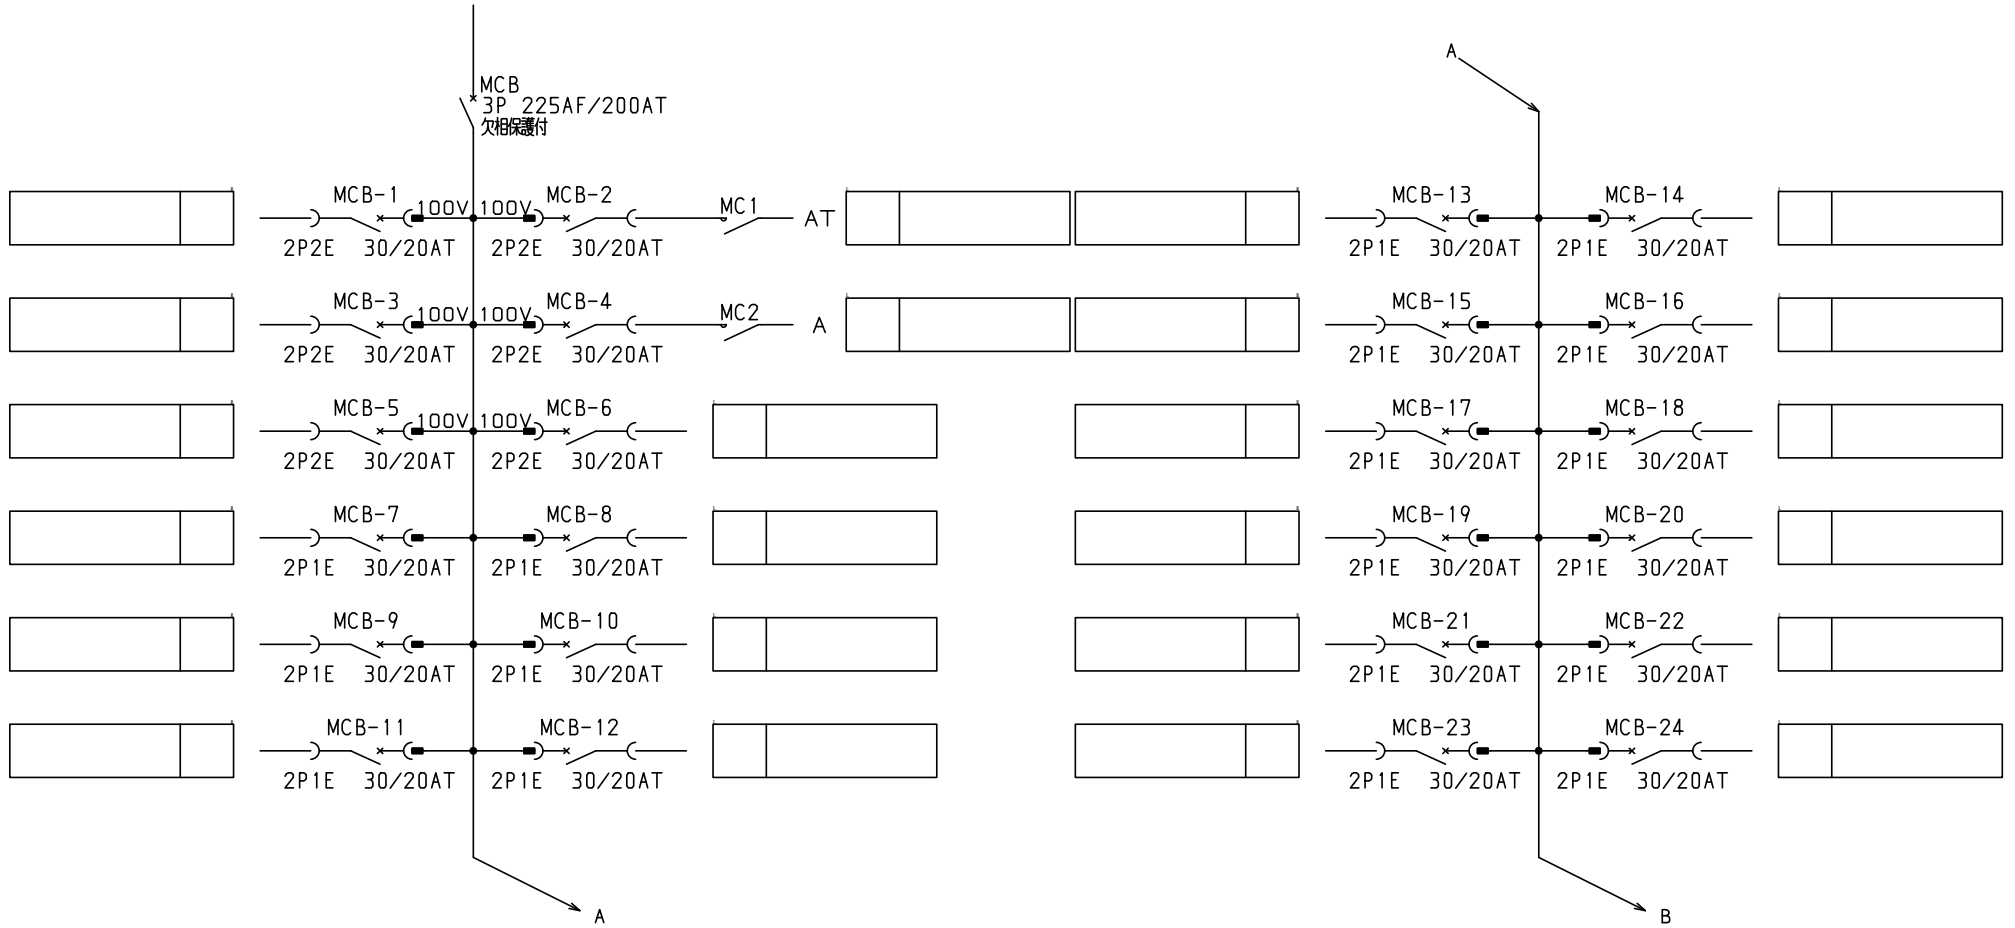 MCB
3P 225AF/200AT
欠相保護付
MCB-1 100V 100V MCB-2 MC1 AT
2P2E 30/20AT 2P2E 30/20AT
MCB-3 100V 100V MCB-4 MC2 A
2P2E 30/20AT 2P2E 30/20AT
MCB-5 100V 100V MCB-6
2P2E 30/20AT 2P2E 30/20AT
MCB-7 MCB-8
2P1E 30/20AT 2P1E 30/20AT
MCB-9 MCB-10
2P1E 30/20AT 2P1E 30/20AT
MCB-11 MCB-12
2P1E 30/20AT 2P1E 30/20AT
A
A
MCB-13 MCB-14
2P1E 30/20AT 2P1E 30/20AT
MCB-15 MCB-16
2P1E 30/20AT 2P1E 30/20AT
MCB-17 MCB-18
2P1E 30/20AT 2P1E 30/20AT
MCB-19 MCB-20
2P1E 30/20AT 2P1E 30/20AT
MCB-21 MCB-22
2P1E 30/20AT 2P1E 30/20AT
MCB-23 MCB-24
2P1E 30/20AT 2P1E 30/20AT
B